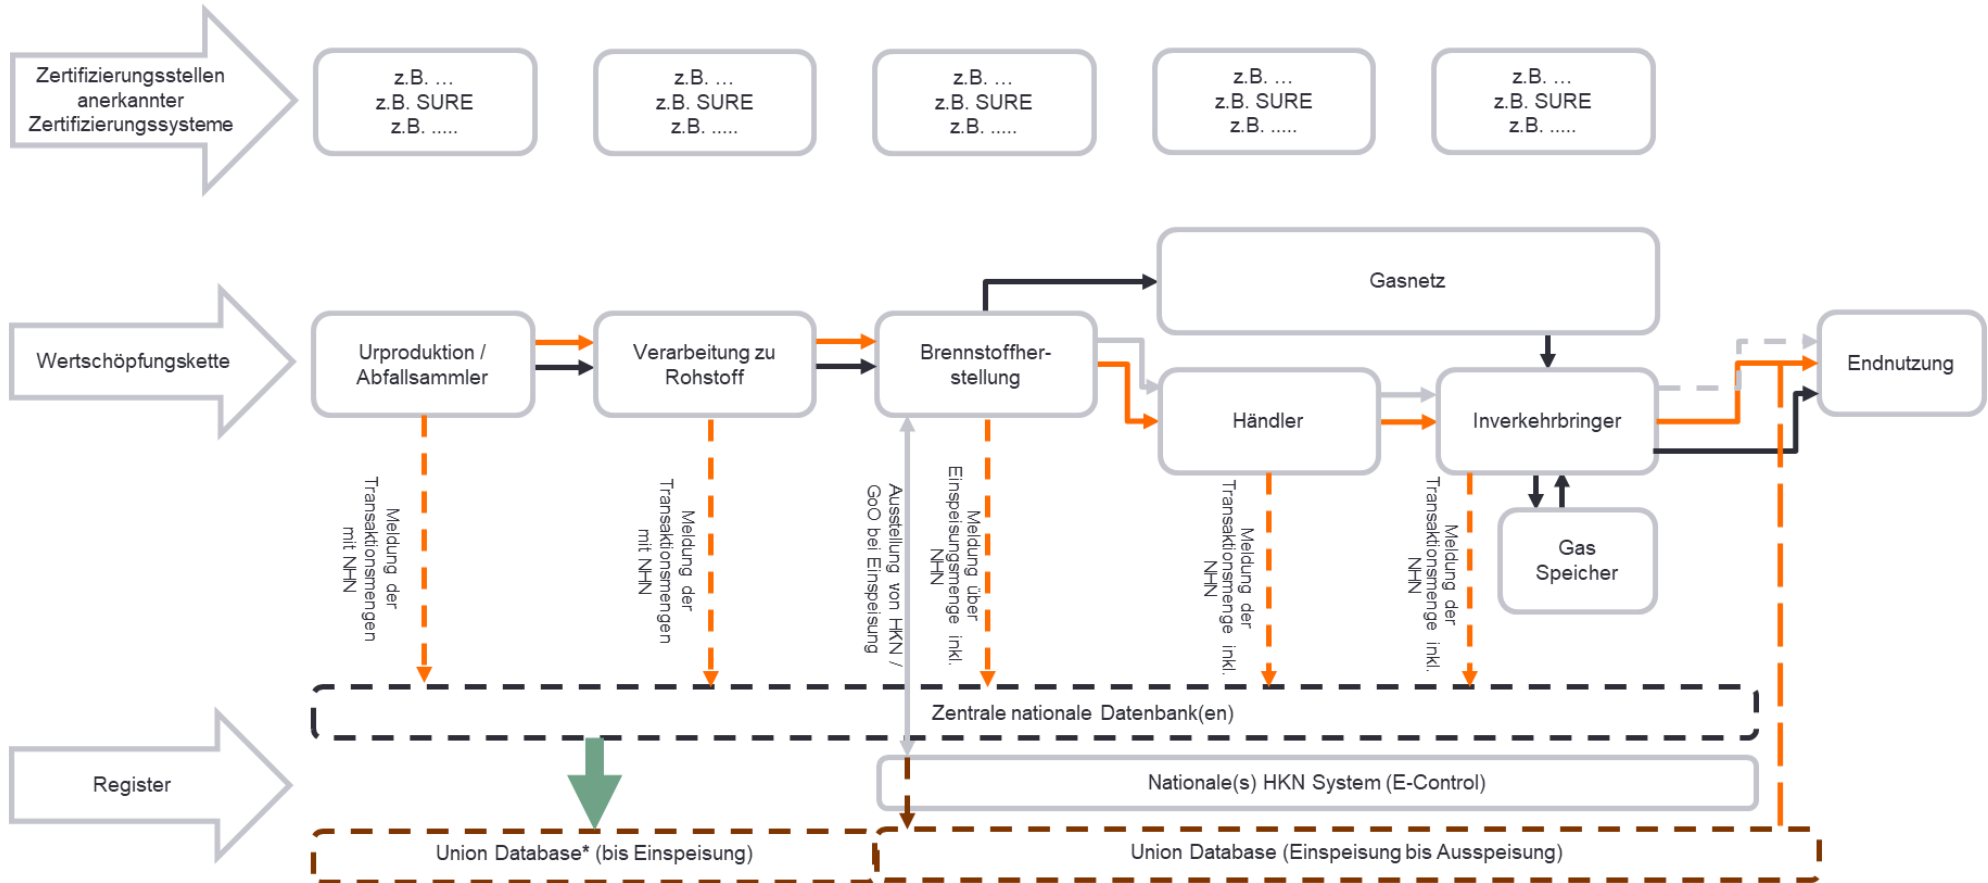 Zertifizierungsstellen
anerkannter
Zertifizierungssysteme
z.B. ...
z.B. SURE
z.B. .....
z.B. ...
z.B. SURE
z.B. .....
z.B. ...
z.B. SURE
z.B. .....
z.B. ...
z.B. SURE
z.B. .....
z.B. ...
z.B. SURE
z.B. .....
Wertschöpfungskette
Urproduktion /
Abfallsammler
Verarbeitung zu
Rohstoff
Brennstoffher-
stellung
Gasnetz
Händler
Inverkehrbringer
Endnutzung
Gas
Speicher
Meldung der
Transaktionsmengen
mit NHN
Meldung der
Transaktionsmengen
mit NHN
Ausstellung von HKN /
GoO bei Einspeisung
Meldung über
Einspeisungsmenge inkl.
NHN
Meldung der
Transaktionsmenge inkl.
NHN
Meldung der
Transaktionsmenge inkl.
NHN
Register
Zentrale nationale Datenbank(en)
Nationale(s) HKN System (E-Control)
Union Database* (bis Einspeisung)
Union Database (Einspeisung bis Ausspeisung)